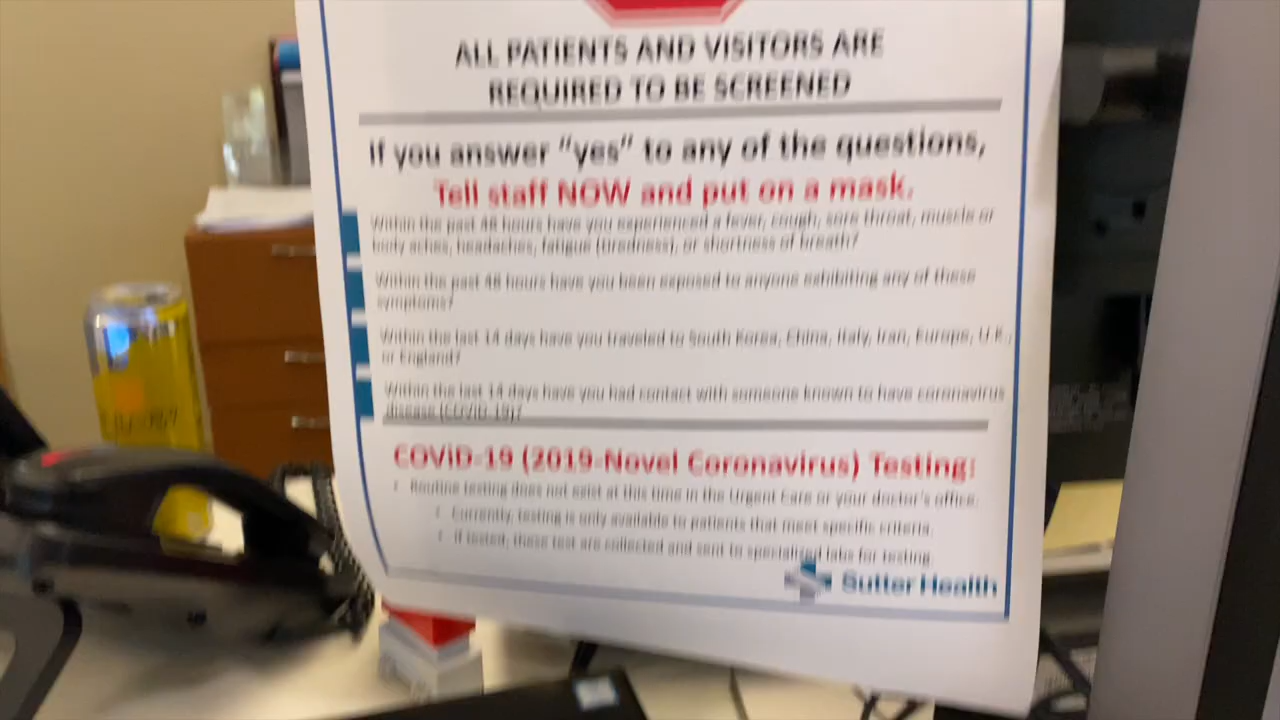 ALL PATIENTS AND VISITORS ARE
REQUIRED TO BE SCREENED
If you answer "yes" to any of the questions,
Tell staff NOW and put on a mask.
Within the past 48 hours have you experienced a fever, cough, sore throat, muscle or
body aches, headaches, fatigue (tiredness), or shortness of breath?
Within the past 48 hours have you been exposed to anyone exhibiting any of these
symptoms?
Within the last 14 days have you traveled to South Korea, China, Italy, Iran, Europe, U.K.,
or England?
Within the last 14 days have you had contact with someone known to have coronavirus
disease (COVID-19)?
COVID-19 (2019-Novel Coronavirus) Testing:
Routine testing does not exist at this time in the Urgent Care or your doctor's office.
Currently, testing is only available to patients that meet specific criteria.
If tested, these test are collected and sent to specialized labs for testing.
Sutter Health